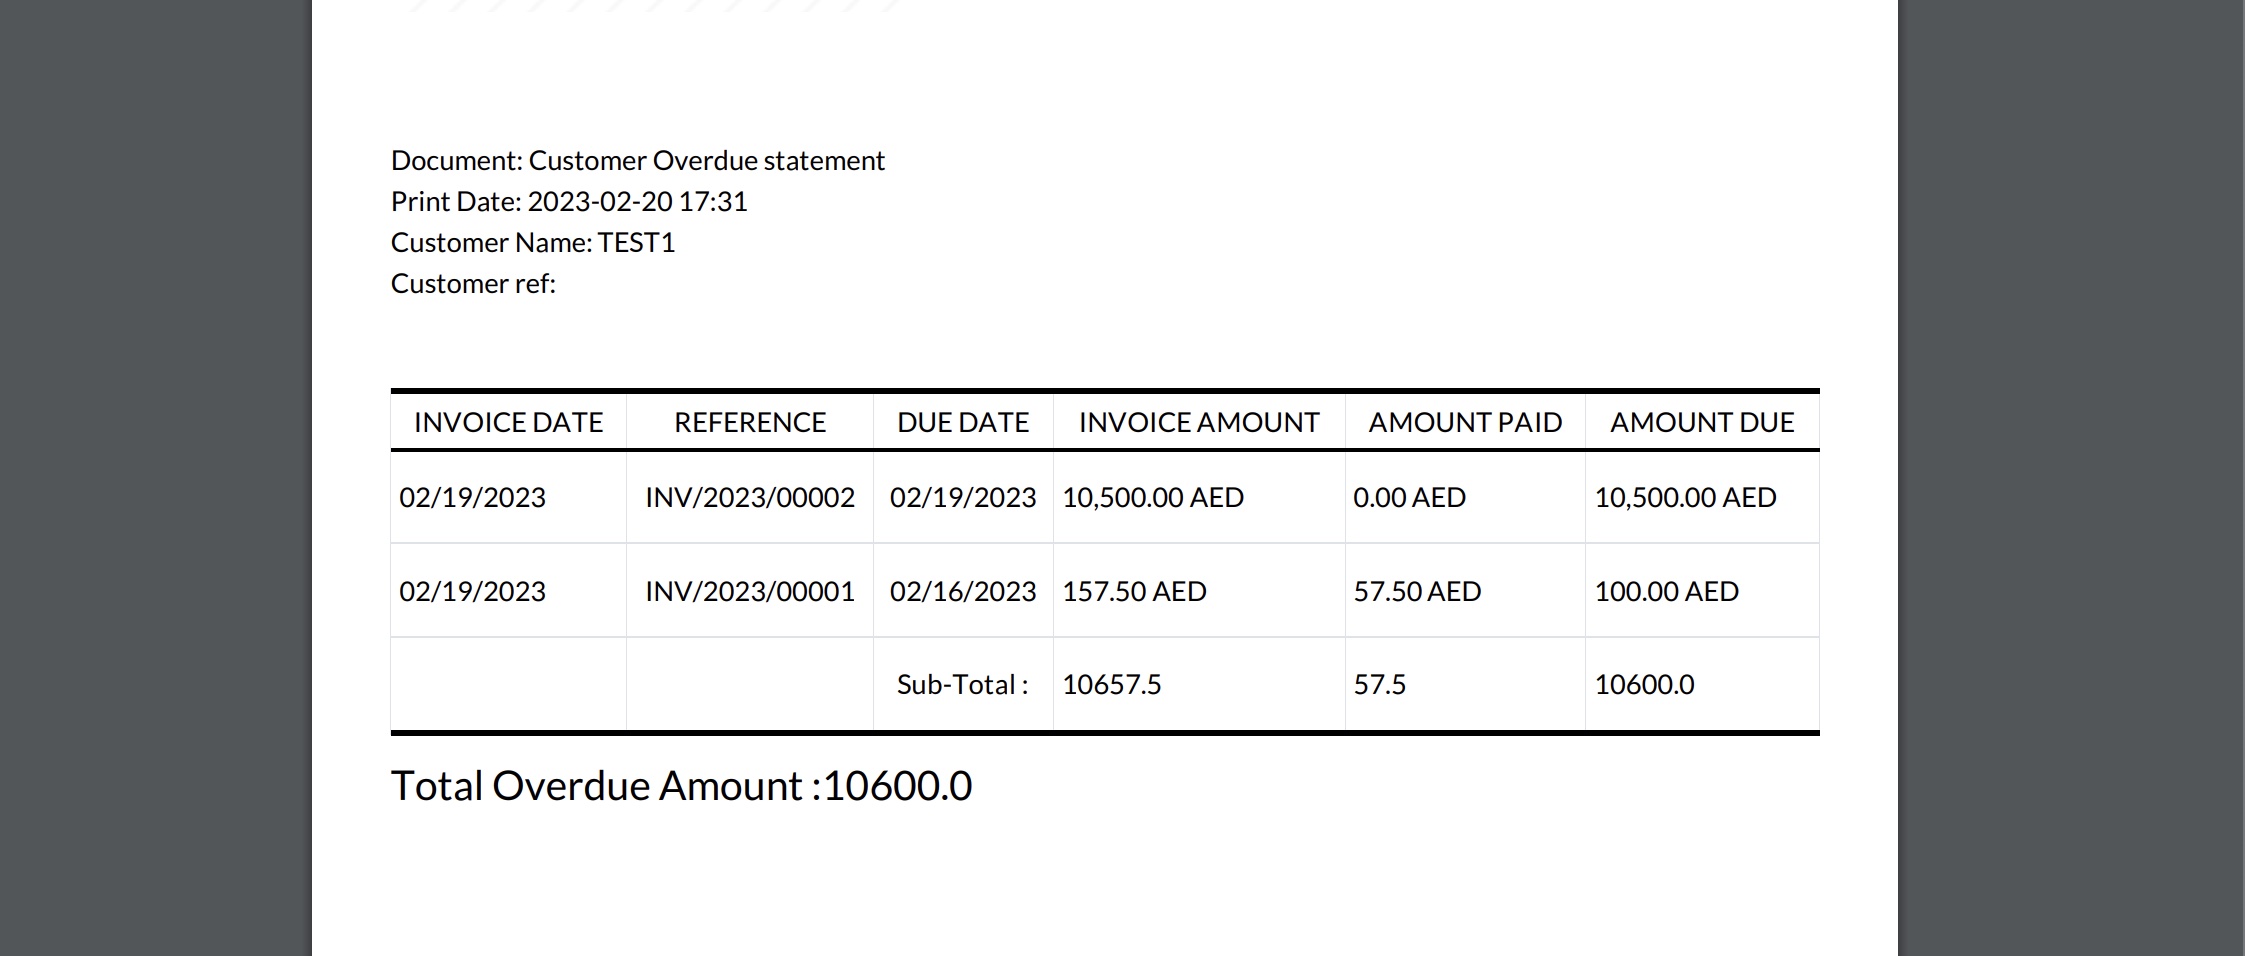 Document: Customer Overdue statement
Print Date: 2023-02-20 17:31
Customer Name: TEST1
Customer ref:
INVOICE DATE REFERENCE DUE DATE INVOICE AMOUNT AMOUNT PAID AMOUNT DUE
02/19/2023 INV/2023/00002 02/19/2023 10,500.00 AED 0.00 AED 10,500.00 AED
02/19/2023 INV/2023/00001 02/16/2023 157.50 AED 57.50 AED 100.00 AED
Sub-Total : 10657.5 57.5 10600.0
Total Overdue Amount :10600.0